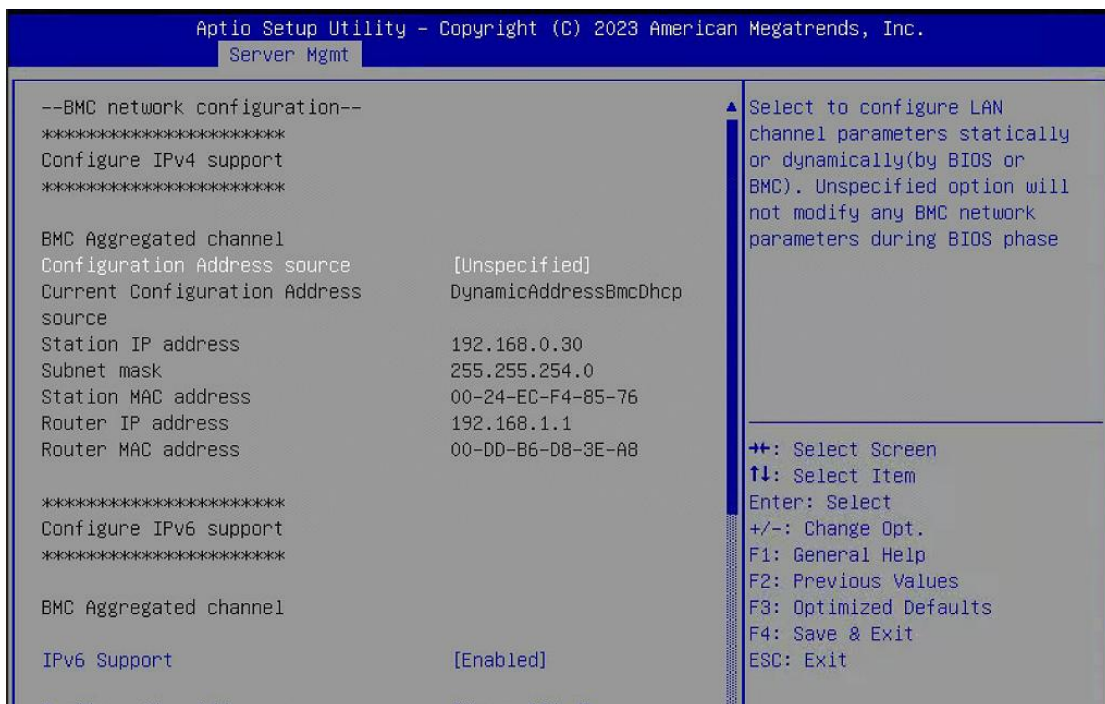 Aptio Setup Utility – Copyright (C) 2023 American Megatrends, Inc.
Server Mgmt
--BMC network configuration--
***********************
Configure IPv4 support
***********************
BMC Aggregated channel
Configuration Address source [Unspecified]
Current Configuration Address DynamicAddressBmcDhcp
source
Station IP address 192.168.0.30
Subnet mask 255.255.254.0
Station MAC address 00-24-EC-F4-85-76
Router IP address 192.168.1.1
Router MAC address 00-DD-B6-D8-3E-A8
***********************
Configure IPv6 support
***********************
BMC Aggregated channel
IPv6 Support [Enabled]
Select to configure LAN
channel parameters statically
or dynamically(by BIOS or
BMC). Unspecified option will
not modify any BMC network
parameters during BIOS phase
→←: Select Screen
↑↓: Select Item
Enter: Select
+/-: Change Opt.
F1: General Help
F2: Previous Values
F3: Optimized Defaults
F4: Save & Exit
ESC: Exit